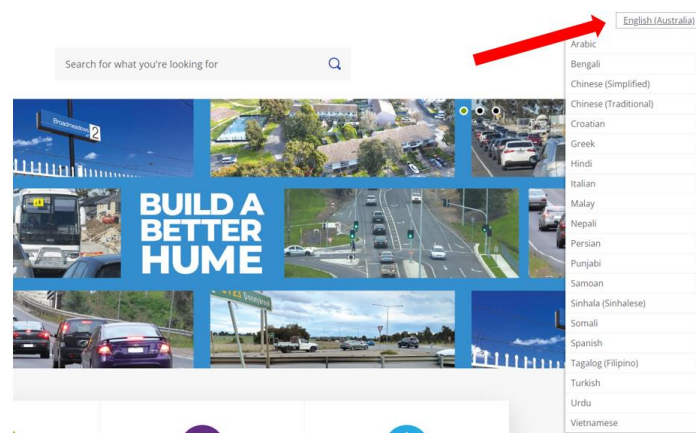 English (Australia)
Search for what you're looking for
Arabic
Bengali
Chinese (Simplified)
Chinese (Traditional)
Croatian
Greek
Hindi
Italian
Malay
Nepali
Persian
Punjabi
Samoan
Sinhala (Sinhalese)
Somali
Spanish
Tagalog (Filipino)
Turkish
Urdu
Vietnamese
Broadmeadows 2
BUILD A
BETTER
HUME
C723 Donnybrook